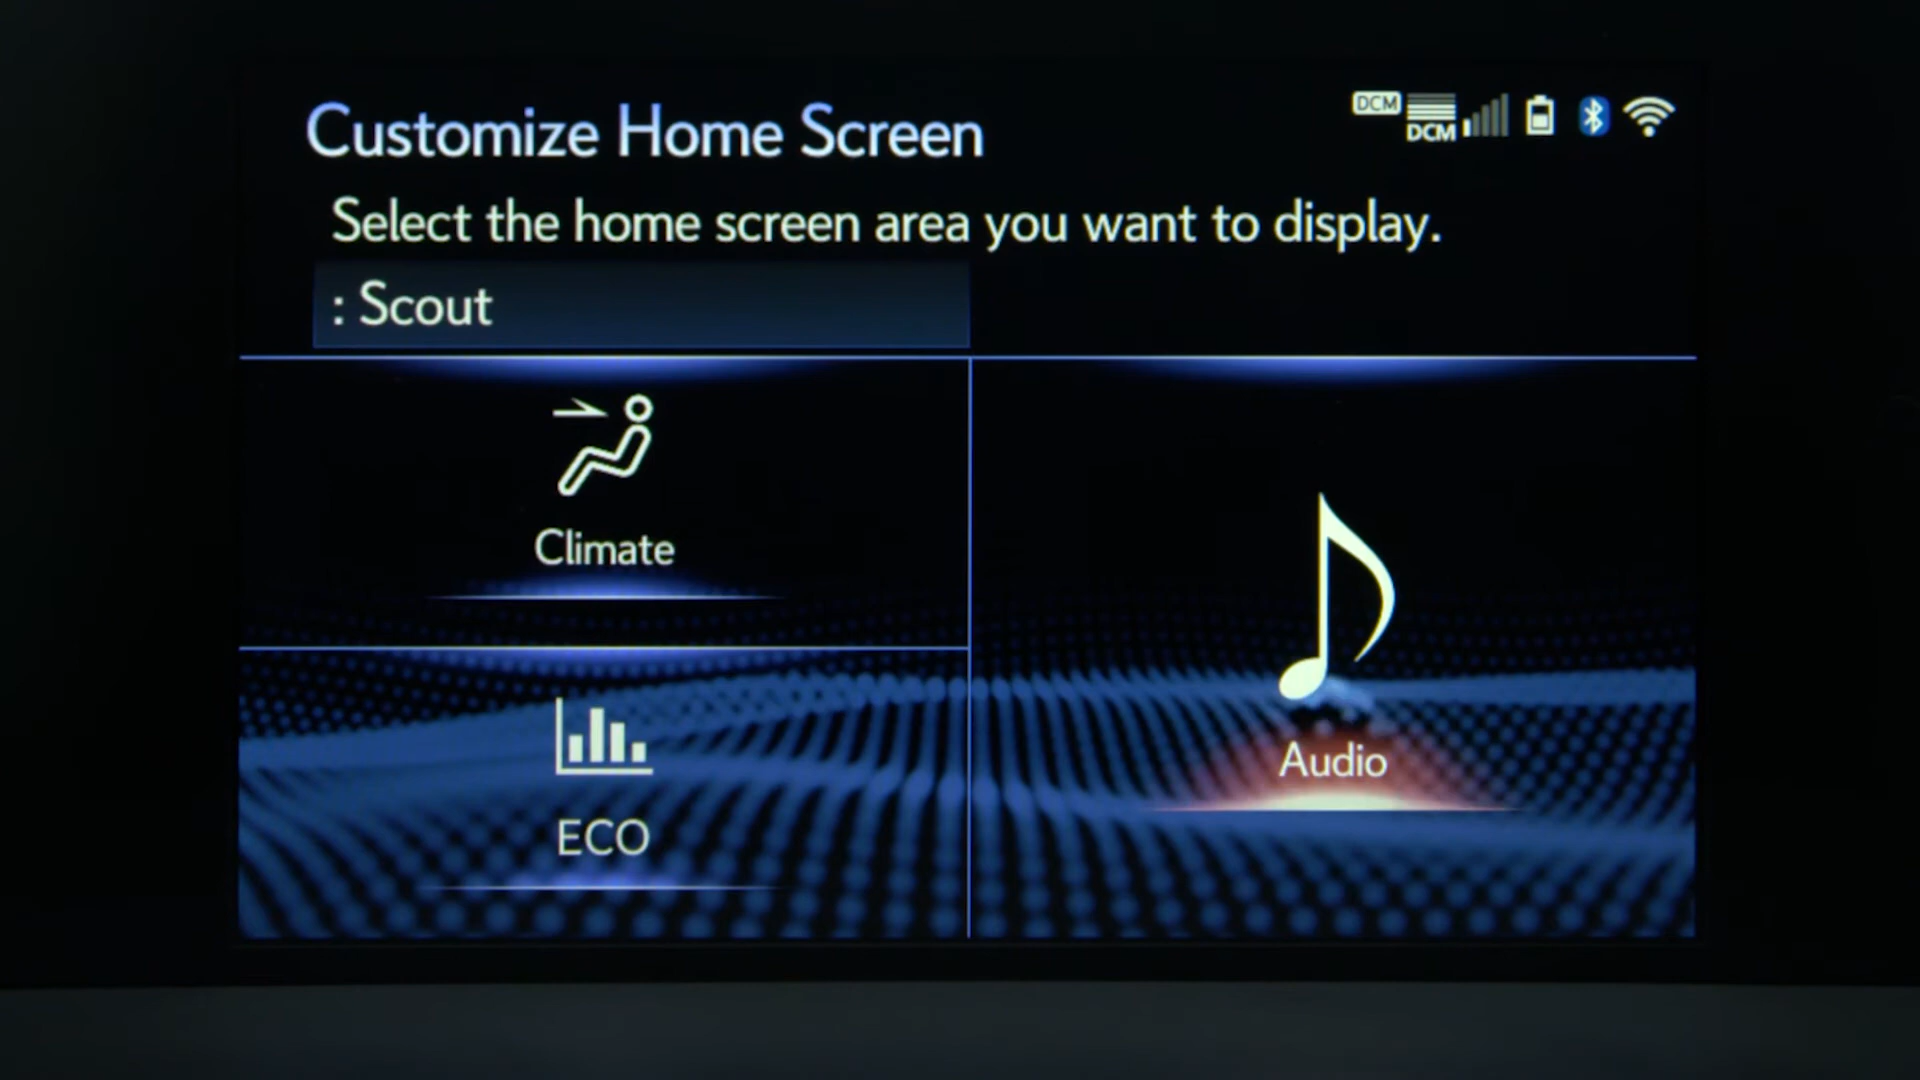 Customize Home Screen
DCM
DCM
Select the home screen area you want to display.
: Scout
Climate
ECO
Audio